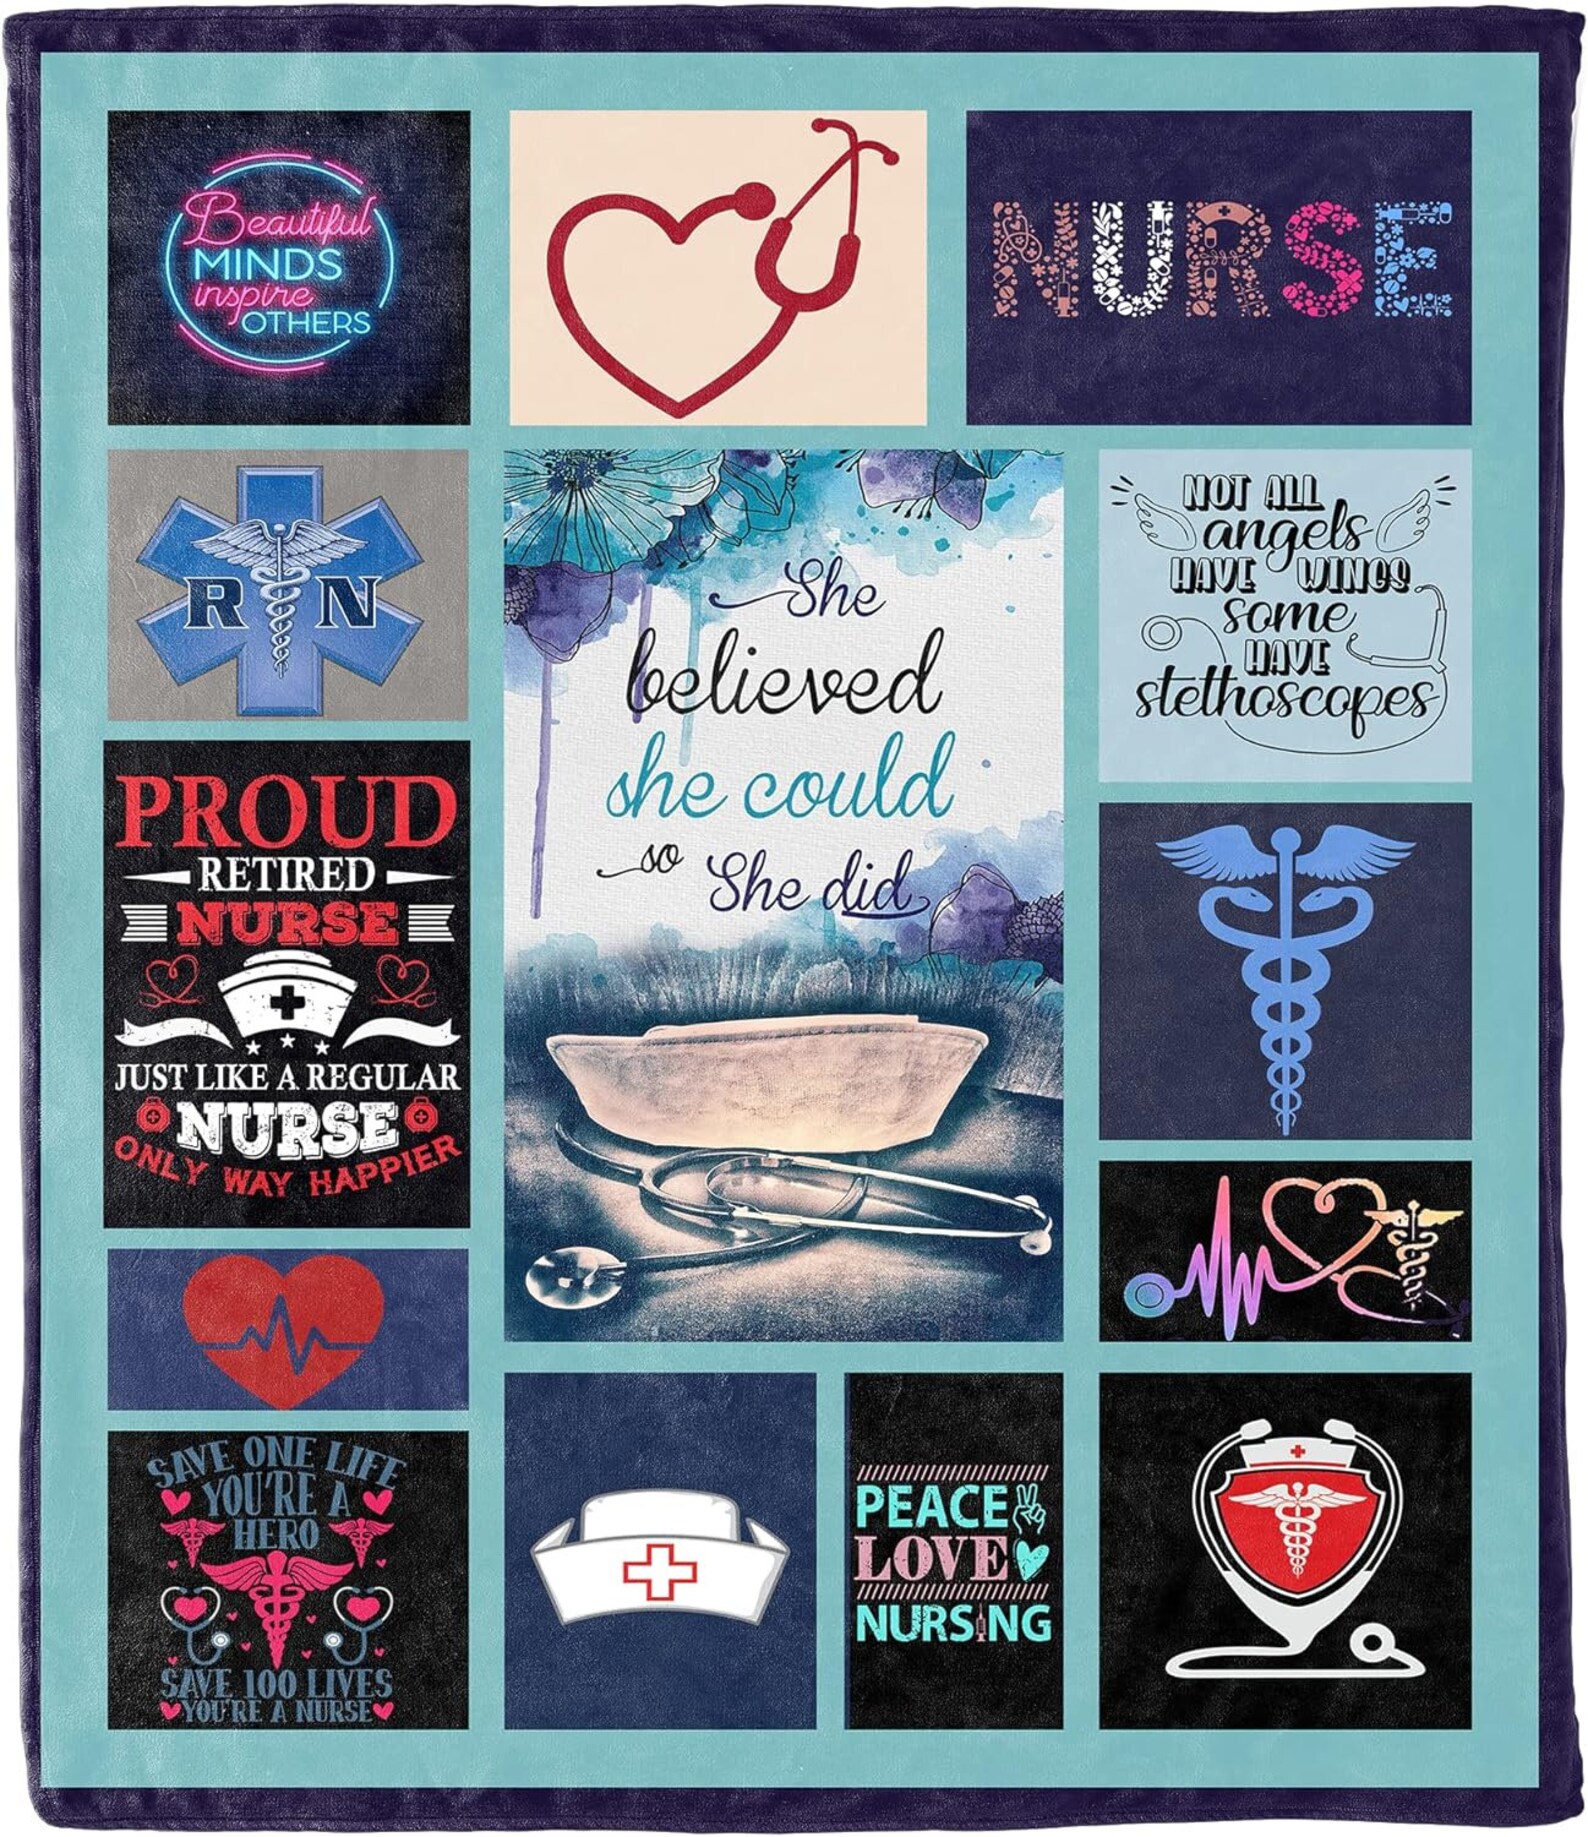 Beautiful
MINDS
inspire
OTHERS
NURSE
R N
NOT ALL
angels
HAVE WINGS
some
HAVE
stethoscopes
She
believed
she could
so She did
PROUD
RETIRED
NURSE
JUST LIKE A REGULAR
NURSE
ONLY WAY HAPPIER
SAVE ONE LIFE
YOU'RE A
HERO
SAVE 100 LIVES
YOU'RE A NURSE
PEACE
LOVE
NURSING